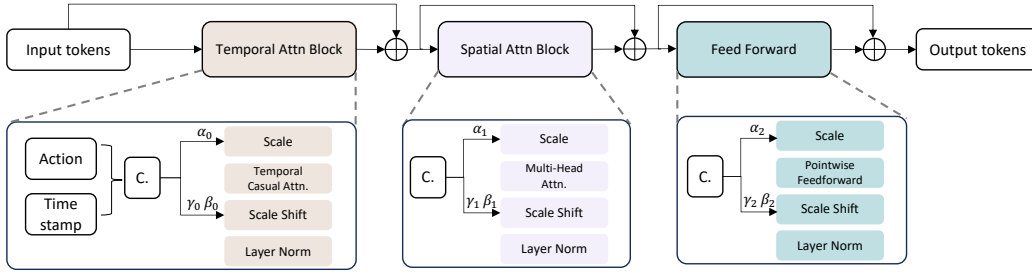 Input tokens
Temporal Attn Block
Spatial Attn Block
Feed Forward
Output tokens
Action
Time
stamp
C.
α₀
γ₀ β₀
Scale
Temporal
Casual Attn.
Scale Shift
Layer Norm
C.
α₁
γ₁ β₁
Scale
Multi-Head
Attn.
Scale Shift
Layer Norm
C.
α₂
γ₂ β₂
Scale
Pointwise
Feedforward
Scale Shift
Layer Norm